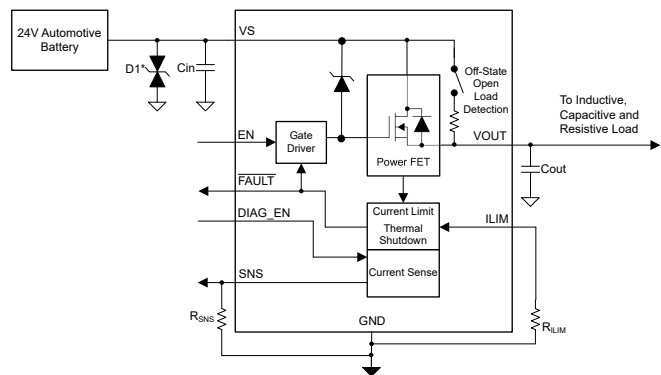 24V Automotive
Battery
VS
D1*
Cin
Off-State
Open
Load
Detection
To Inductive,
Capacitive and
Resistive Load
EN
Gate
Driver
Power FET
VOUT
Cout
FAULT
DIAG_EN
Current Limit
Thermal
Shutdown
ILIM
SNS
Current Sense
GND
RSNS
RILIM